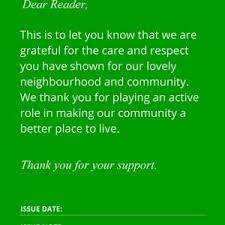 Dear Reader,
This is to let you know that we are
grateful for the care and respect
you have shown for our lovely
neighbourhood and community.
We thank you for playing an active
role in making our community a
better place to live.
Thank you for your support.
ISSUE DATE: